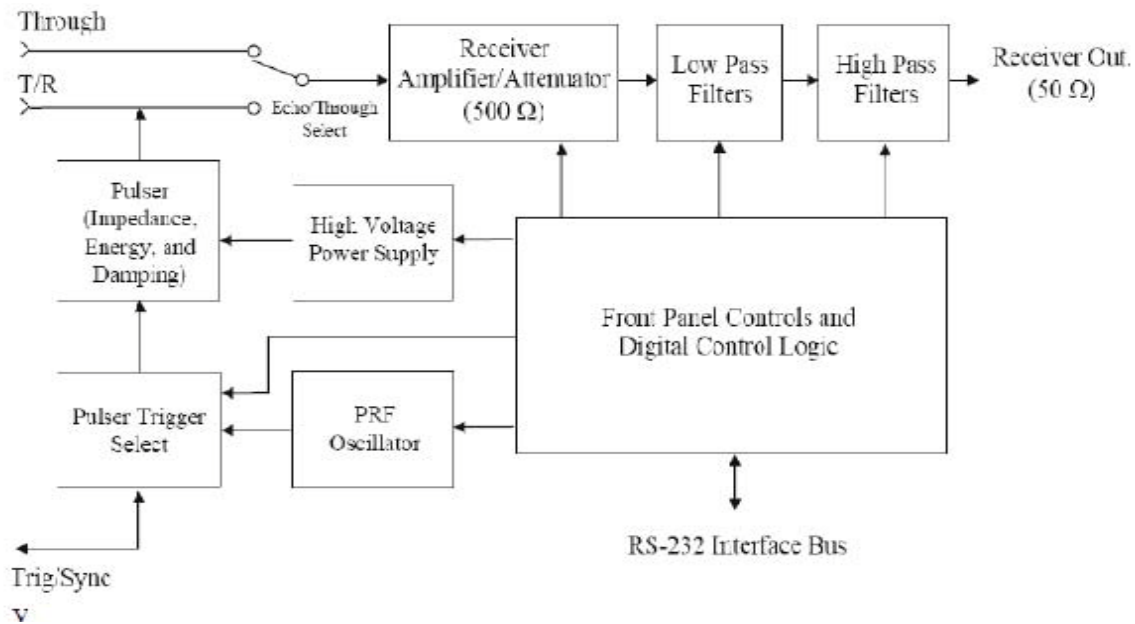 Through
T/R
Echo/Through
Select
Receiver
Amplifier/Attenuator
(500 Ω)
Low Pass
Filters
High Pass
Filters
Receiver Out.
(50 Ω)
Pulser
(Impedance,
Energy, and
Damping)
High Voltage
Power Supply
Front Panel Controls and
Digital Control Logic
Pulser Trigger
Select
PRF
Oscillator
RS-232 Interface Bus
Trig/Sync
v